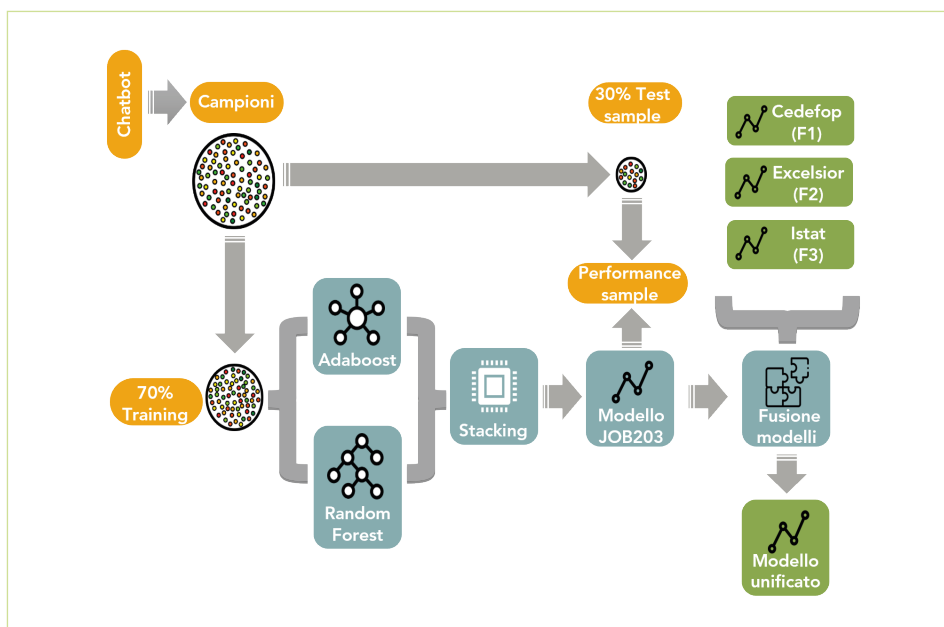 Chatbot
Campioni
30% Test
sample
Cedefop
(F1)
Excelsior
(F2)
Istat
(F3)
Performance
sample
70%
Training
Adaboost
Random
Forest
Stacking
Modello
JOB203
Fusione
modelli
Modello
unificato